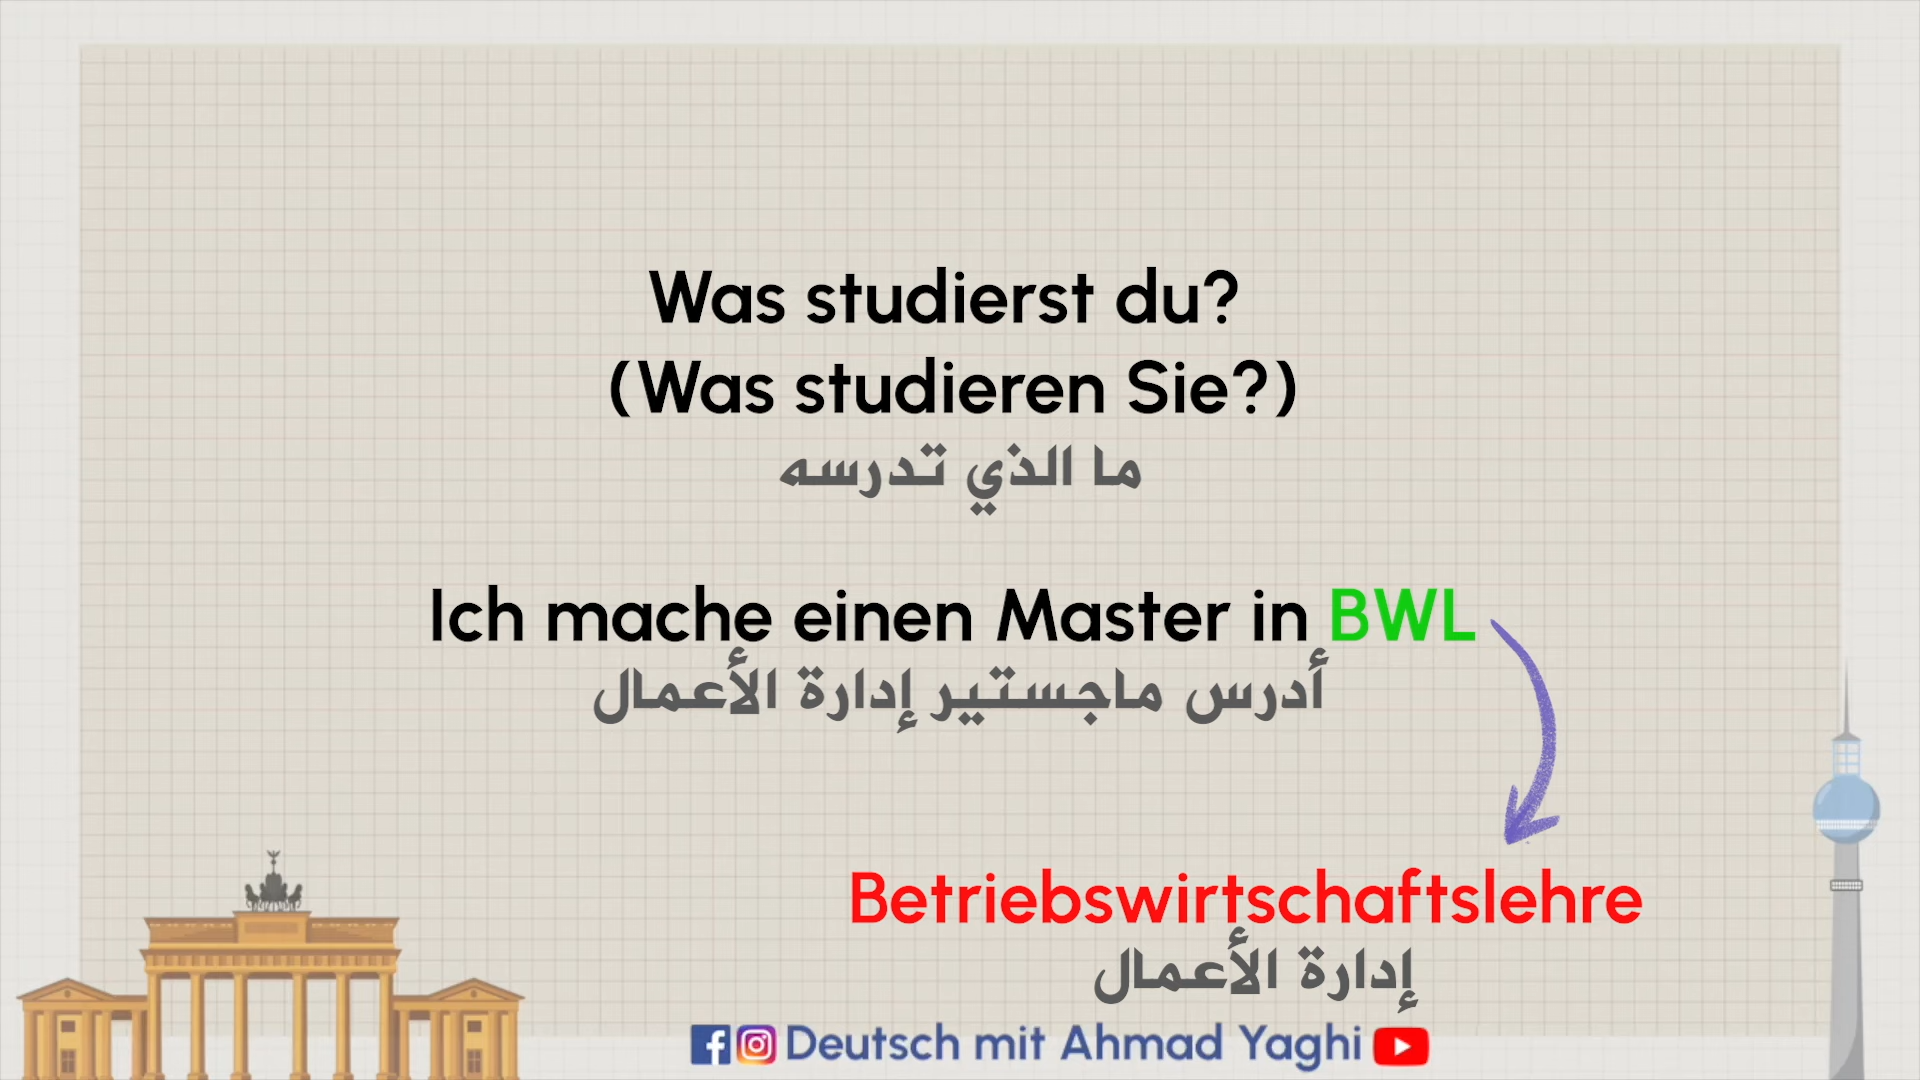 Was studierst du?
(Was studieren Sie?)
ما الذي تدرسه
Ich mache einen Master in BWL
أدرس ماجستير إدارة الأعمال
Betriebswirtschaftslehre
إدارة الأعمال
Deutsch mit Ahmad Yaghi